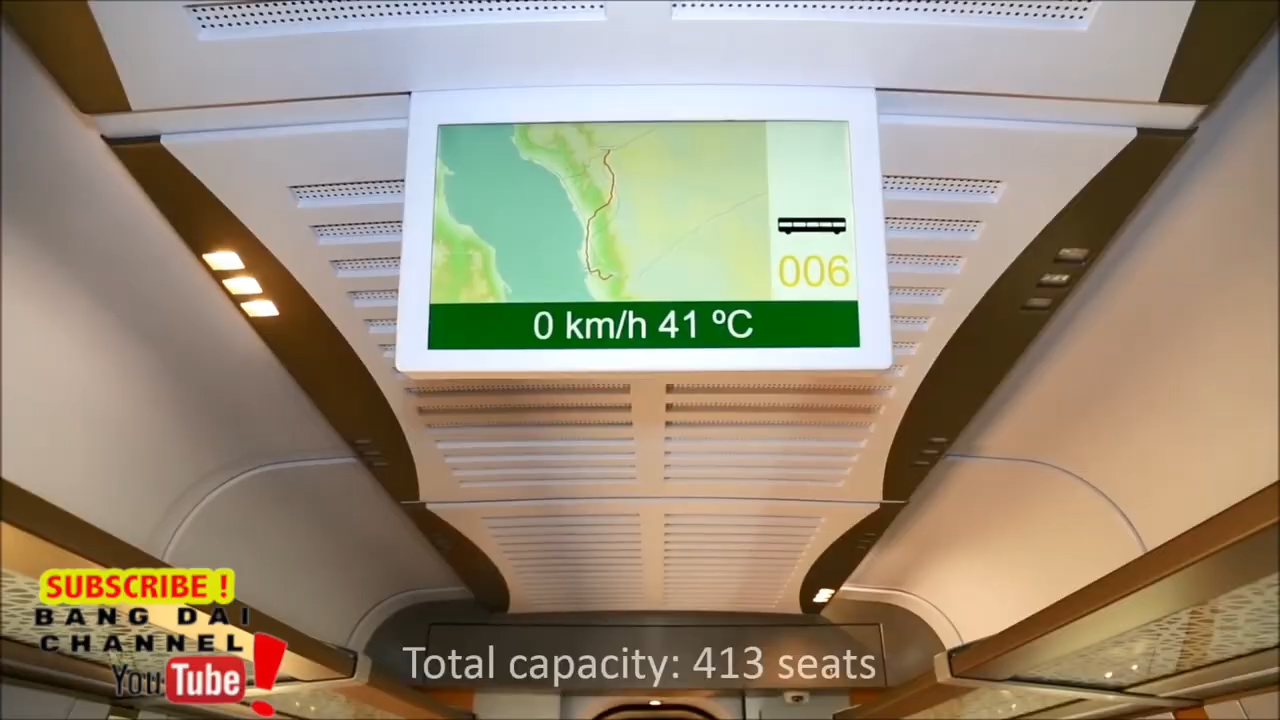 006
0 km/h 41 ºC
SUBSCRIBE !
BANG DAI
CHANNEL
YouTube
Total capacity: 413 seats